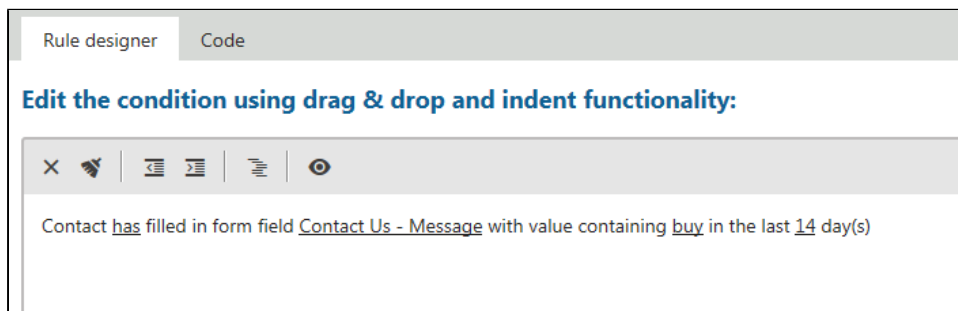 Rule designer Code
Edit the condition using drag & drop and indent functionality:
Contact has filled in form field Contact Us - Message with value containing buy in the last 14 day(s)